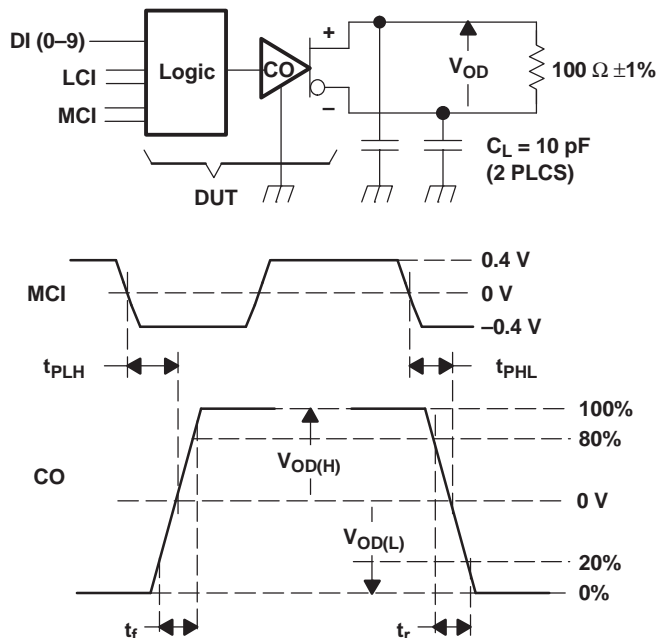 DI (0–9)
LCI
MCI
Logic
CO
+
–
V_OD
100 Ω ±1%
C_L = 10 pF
(2 PLCS)
DUT
MCI
0.4 V
0 V
–0.4 V
t_PLH
t_PHL
CO
100%
80%
V_OD(H)
0 V
V_OD(L)
20%
0%
t_f
t_r